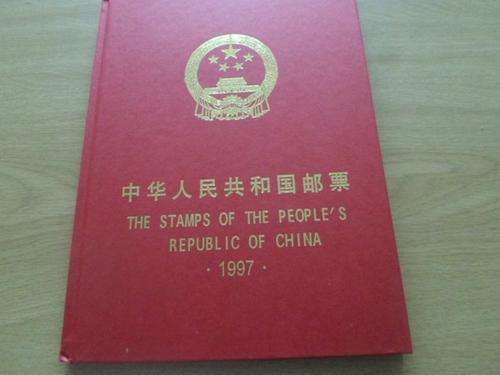 中华人民共和国邮票
THE STAMPS OF THE PEOPLE'S
REPUBLIC OF CHINA
·1997·